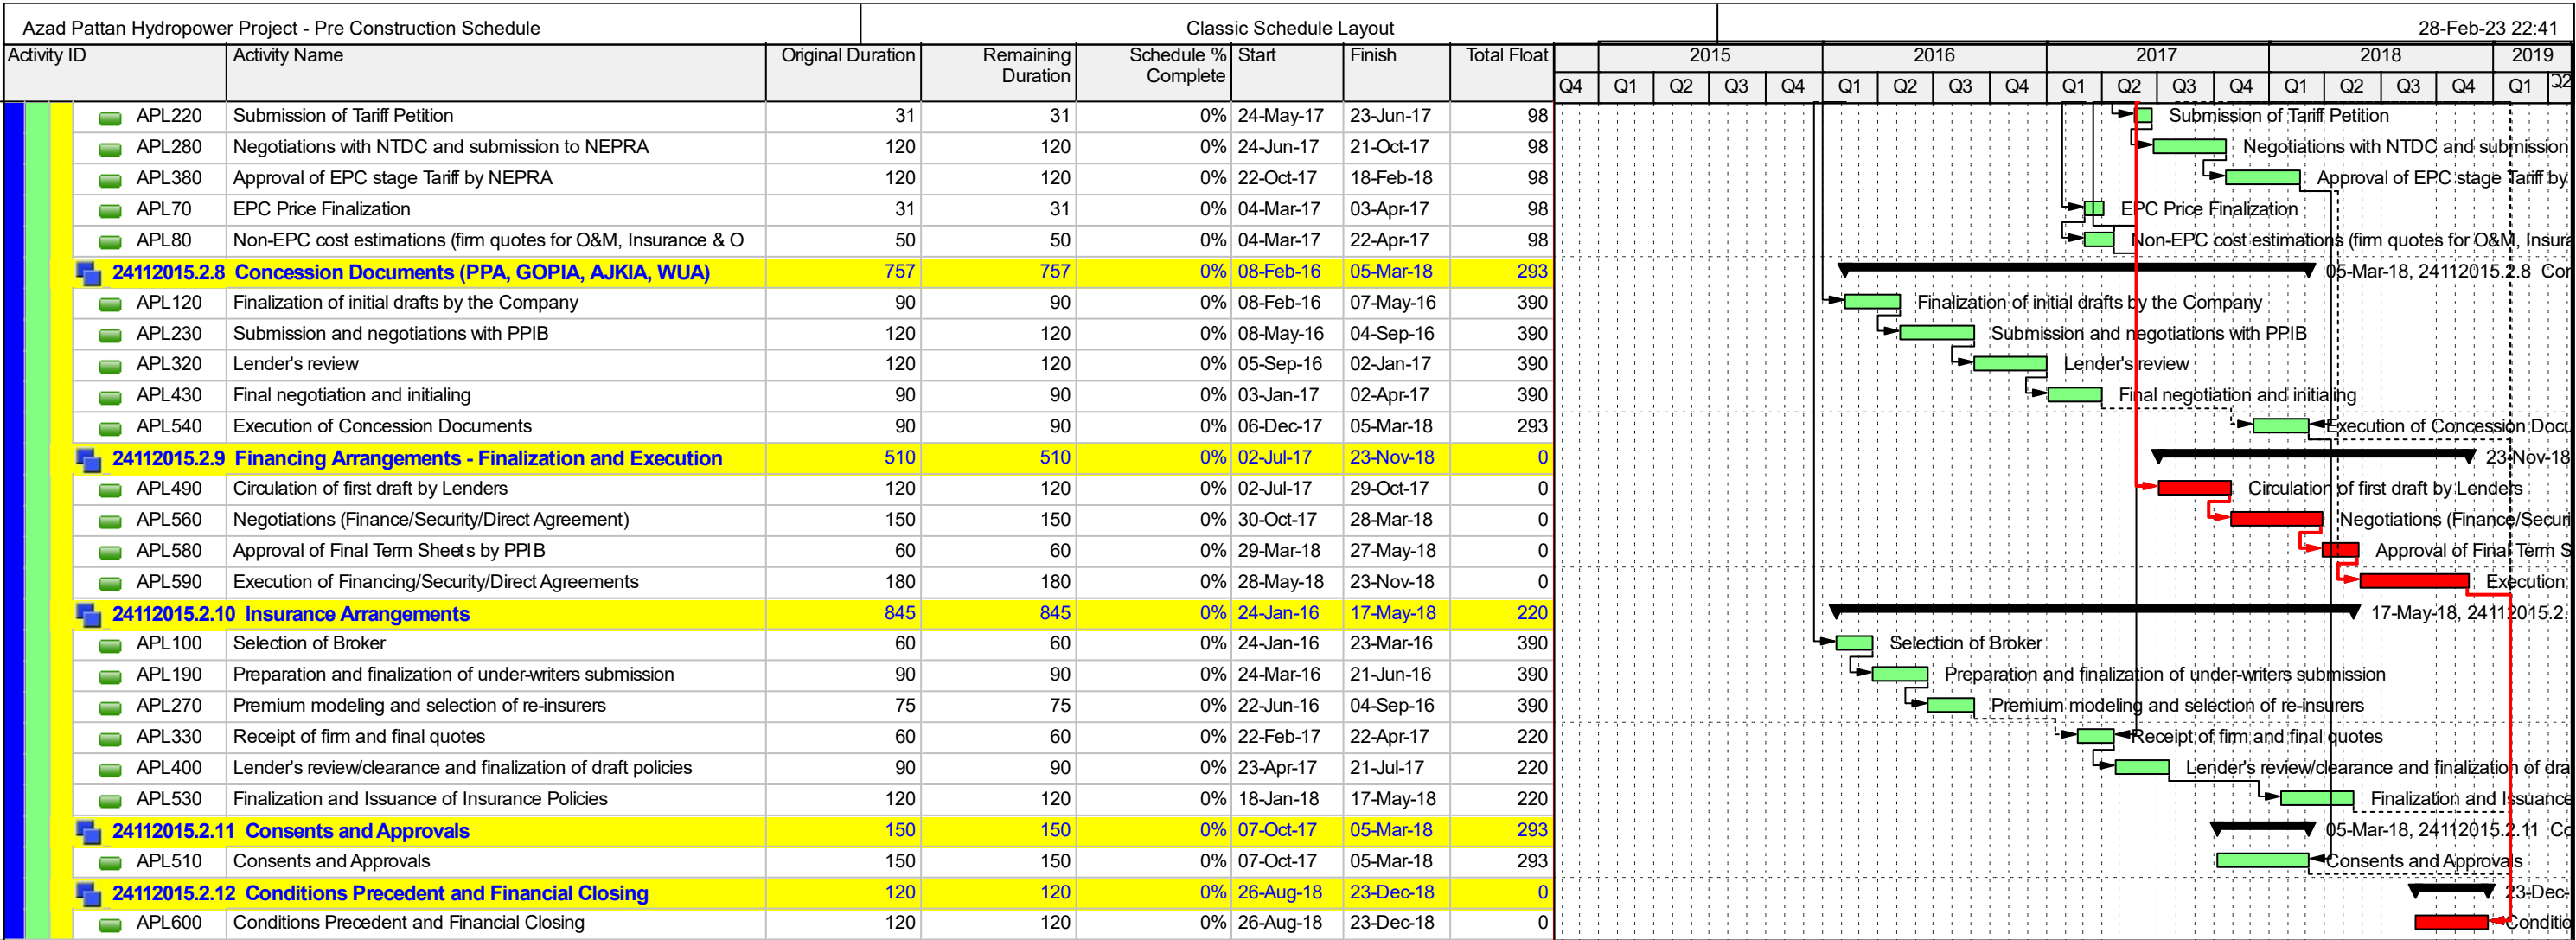 Azad Pattan Hydropower Project - Pre Construction Schedule Classic Schedule Layout 28-Feb-23 22:41
Activity ID Activity Name Original Duration Remaining Duration Schedule % Complete Start Finish Total Float 2015 2016 2017 2018 2019
Q4 Q1 Q2 Q3 Q4 Q1 Q2 Q3 Q4 Q1 Q2 Q3 Q4 Q1 Q2 Q3 Q4 Q1 Q2
APL220 Submission of Tariff Petition 31 31 0% 24-May-17 23-Jun-17 98 Submission of Tariff Petition
APL280 Negotiations with NTDC and submission to NEPRA 120 120 0% 24-Jun-17 21-Oct-17 98 Negotiations with NTDC and submission
APL380 Approval of EPC stage Tariff by NEPRA 120 120 0% 22-Oct-17 18-Feb-18 98 Approval of EPC stage Tariff by
APL70 EPC Price Finalization 31 31 0% 04-Mar-17 03-Apr-17 98 EPC Price Finalization
APL80 Non-EPC cost estimations (firm quotes for O&M, Insurance & O 50 50 0% 04-Mar-17 22-Apr-17 98 Non-EPC cost estimations (firm quotes for O&M, Insura
24112015.2.8 Concession Documents (PPA, GOPIA, AJKIA, WUA) 757 757 0% 08-Feb-16 05-Mar-18 293 05-Mar-18, 24112015.2.8 Con
APL120 Finalization of initial drafts by the Company 90 90 0% 08-Feb-16 07-May-16 390 Finalization of initial drafts by the Company
APL230 Submission and negotiations with PPIB 120 120 0% 08-May-16 04-Sep-16 390 Submission and negotiations with PPIB
APL320 Lender's review 120 120 0% 05-Sep-16 02-Jan-17 390 Lender's review
APL430 Final negotiation and initialing 90 90 0% 03-Jan-17 02-Apr-17 390 Final negotiation and initialing
APL540 Execution of Concession Documents 90 90 0% 06-Dec-17 05-Mar-18 293 Execution of Concession Docu
24112015.2.9 Financing Arrangements - Finalization and Execution 510 510 0% 02-Jul-17 23-Nov-18 0 23-Nov-18
APL490 Circulation of first draft by Lenders 120 120 0% 02-Jul-17 29-Oct-17 0 Circulation of first draft by Lenders
APL560 Negotiations (Finance/Security/Direct Agreement) 150 150 0% 30-Oct-17 28-Mar-18 0 Negotiations (Finance/Securi
APL580 Approval of Final Term Sheets by PPIB 60 60 0% 29-Mar-18 27-May-18 0 Approval of Final Term S
APL590 Execution of Financing/Security/Direct Agreements 180 180 0% 28-May-18 23-Nov-18 0 Execution
24112015.2.10 Insurance Arrangements 845 845 0% 24-Jan-16 17-May-18 220 17-May-18, 24112015.2.
APL100 Selection of Broker 60 60 0% 24-Jan-16 23-Mar-16 390 Selection of Broker
APL190 Preparation and finalization of under-writers submission 90 90 0% 24-Mar-16 21-Jun-16 390 Preparation and finalization of under-writers submission
APL270 Premium modeling and selection of re-insurers 75 75 0% 22-Jun-16 04-Sep-16 390 Premium modeling and selection of re-insurers
APL330 Receipt of firm and final quotes 60 60 0% 22-Feb-17 22-Apr-17 220 Receipt of firm and final quotes
APL400 Lender's review/clearance and finalization of draft policies 90 90 0% 23-Apr-17 21-Jul-17 220 Lender's review/clearance and finalization of draf
APL530 Finalization and Issuance of Insurance Policies 120 120 0% 18-Jan-18 17-May-18 220 Finalization and Issuance
24112015.2.11 Consents and Approvals 150 150 0% 07-Oct-17 05-Mar-18 293 05-Mar-18, 24112015.2.11 Co
APL510 Consents and Approvals 150 150 0% 07-Oct-17 05-Mar-18 293 Consents and Approvals
24112015.2.12 Conditions Precedent and Financial Closing 120 120 0% 26-Aug-18 23-Dec-18 0 23-Dec-
APL600 Conditions Precedent and Financial Closing 120 120 0% 26-Aug-18 23-Dec-18 0 Conditio